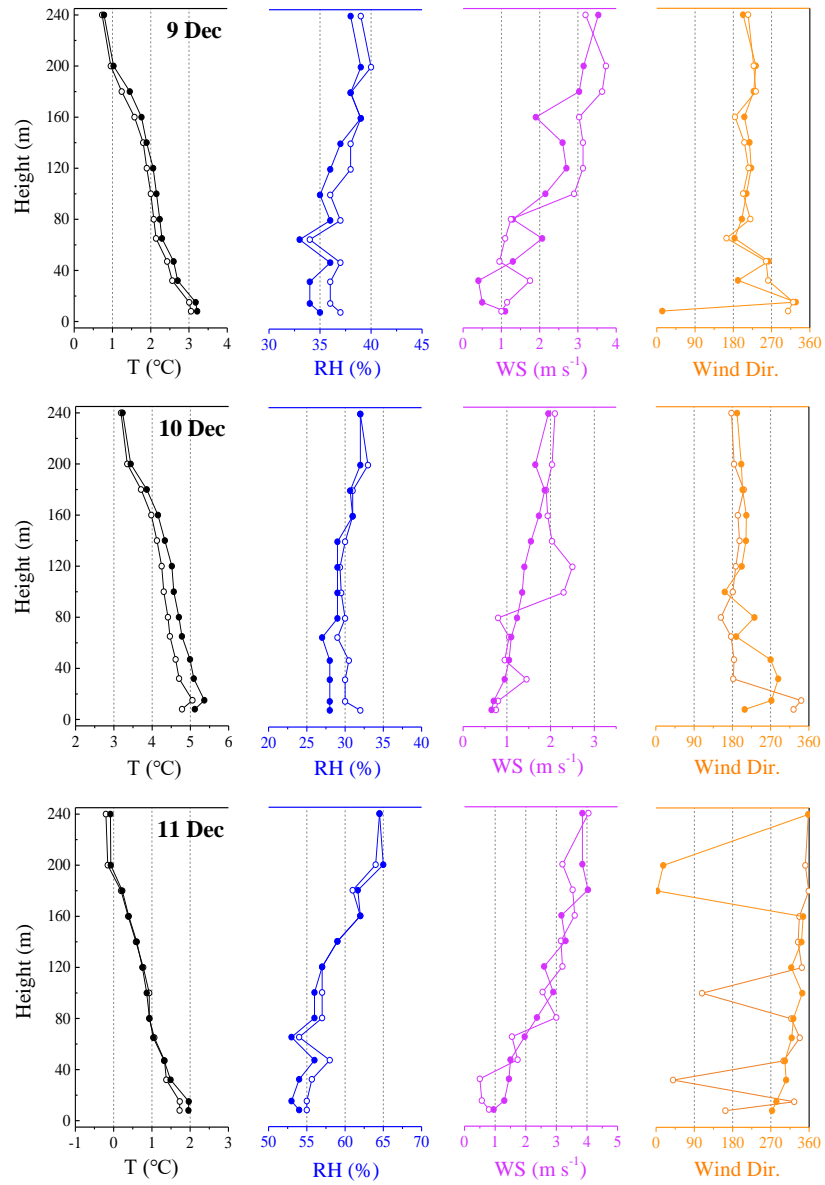 240
200
160
120
80
40
0
Height (m)
9 Dec
0 1 2 3 4
T (℃)
30 35 40 45
RH (%)
0 1 2 3 4
WS (m s⁻¹)
0 90 180 270 360
Wind Dir.
240
200
160
120
80
40
0
Height (m)
10 Dec
2 3 4 5 6
T (℃)
20 25 30 35 40
RH (%)
0 1 2 3
WS (m s⁻¹)
0 90 180 270 360
Wind Dir.
240
200
160
120
80
40
0
Height (m)
11 Dec
-1 0 1 2 3
T (℃)
50 55 60 65 70
RH (%)
0 1 2 3 4 5
WS (m s⁻¹)
0 90 180 270 360
Wind Dir.